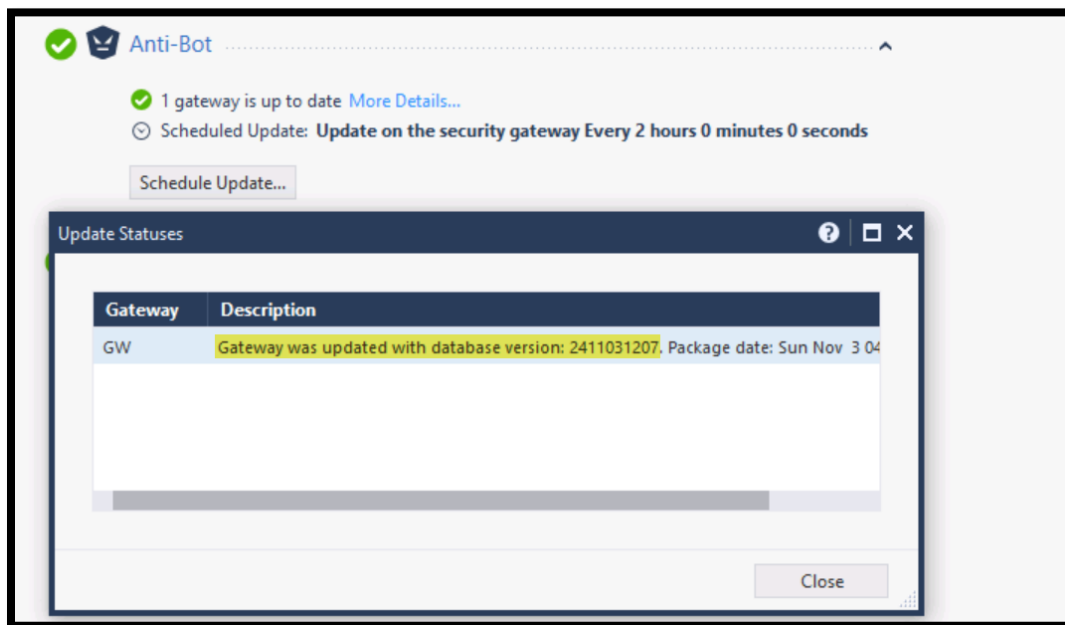 Anti-Bot
1 gateway is up to date More Details...
Scheduled Update: Update on the security gateway Every 2 hours 0 minutes 0 seconds
Schedule Update...
Update Statuses
Gateway Description
GW Gateway was updated with database version: 2411031207. Package date: Sun Nov 3 04
Close